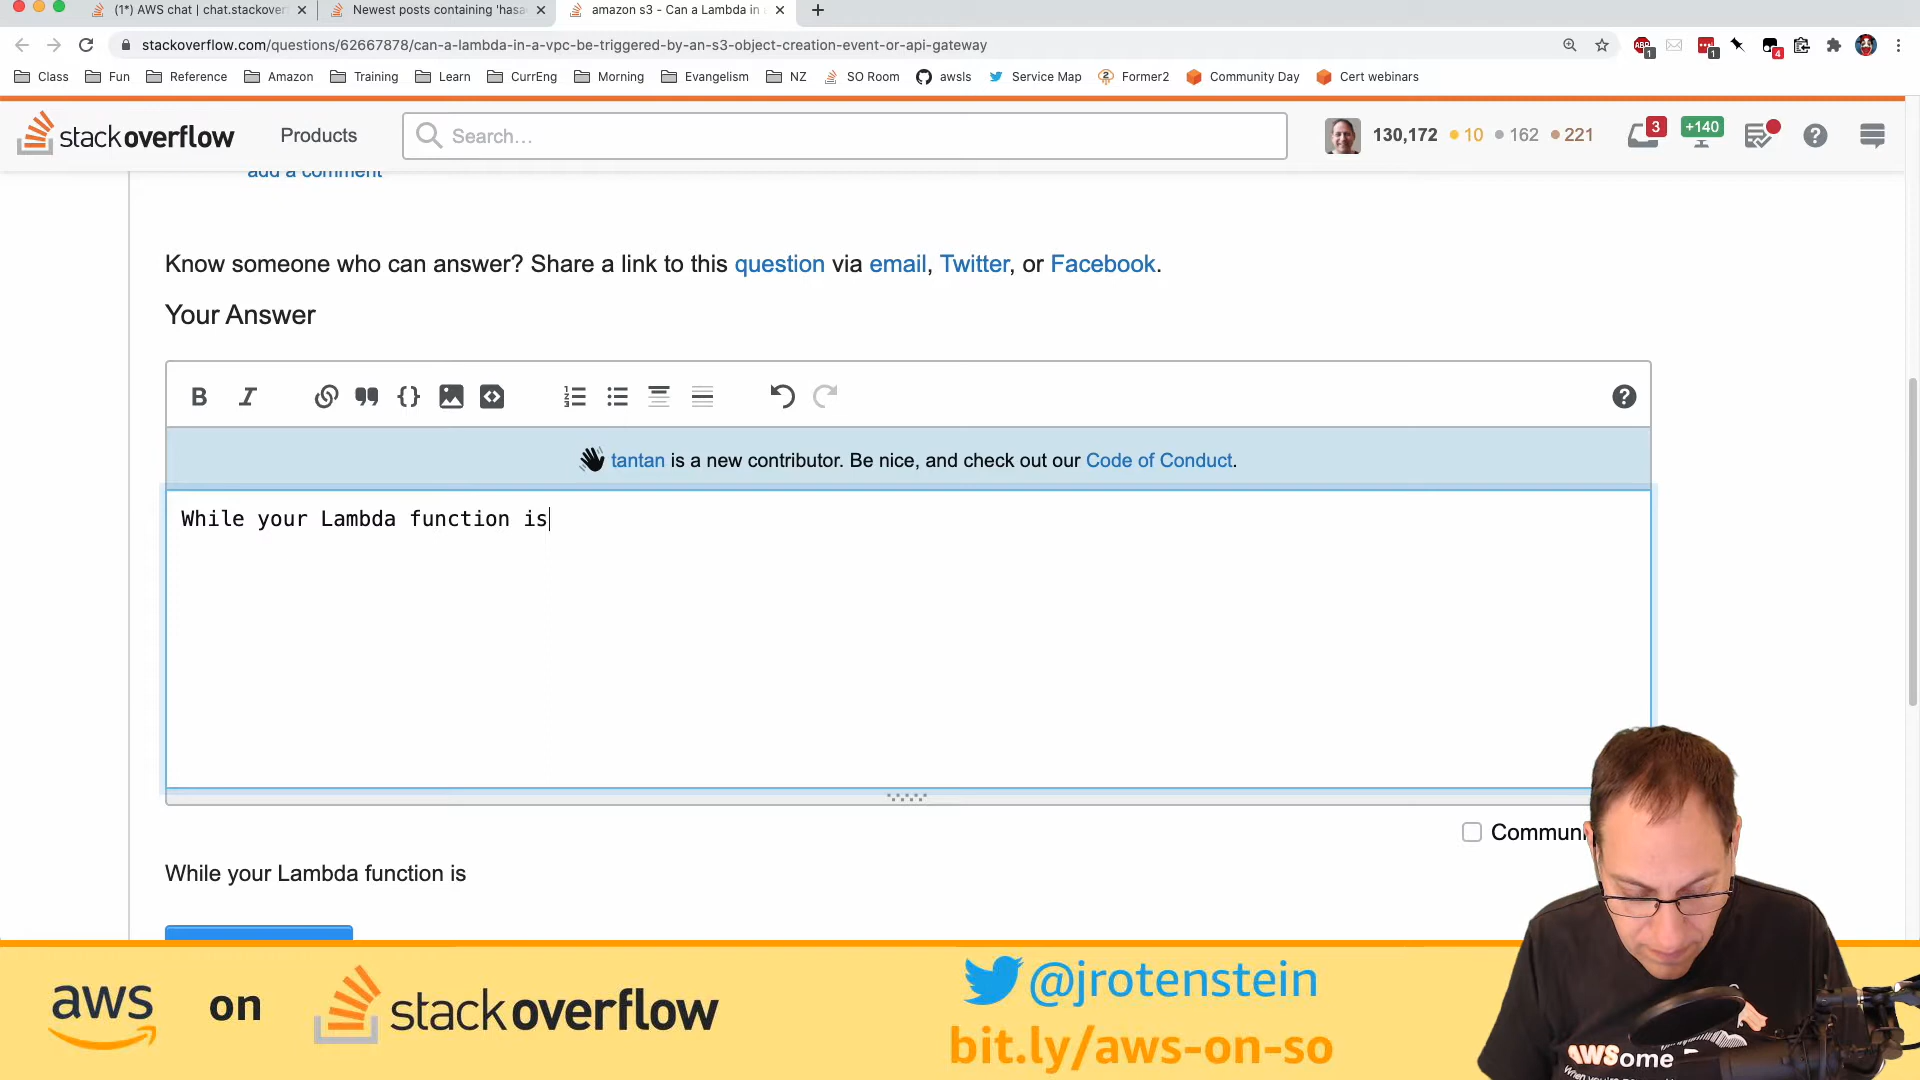 (1*) AWS chat | chat.stackover
Newest posts containing 'hasa
amazon s3 - Can a Lambda in
stackoverflow.com/questions/62667878/can-a-lambda-in-a-vpc-be-triggered-by-an-s3-object-creation-event-or-api-gateway
Class Fun Reference Amazon Training Learn CurrEng Morning Evangelism NZ SO Room awsls Service Map Former2 Community Day Cert webinars
stackoverflow Products Search... 130,172 10 162 221 3 +140
add a comment
Know someone who can answer? Share a link to this question via email, Twitter, or Facebook.
Your Answer
tantan is a new contributor. Be nice, and check out our Code of Conduct.
While your Lambda function is
Commun
While your Lambda function is
aws on stackoverflow
@jrotenstein
bit.ly/aws-on-so
AWSome